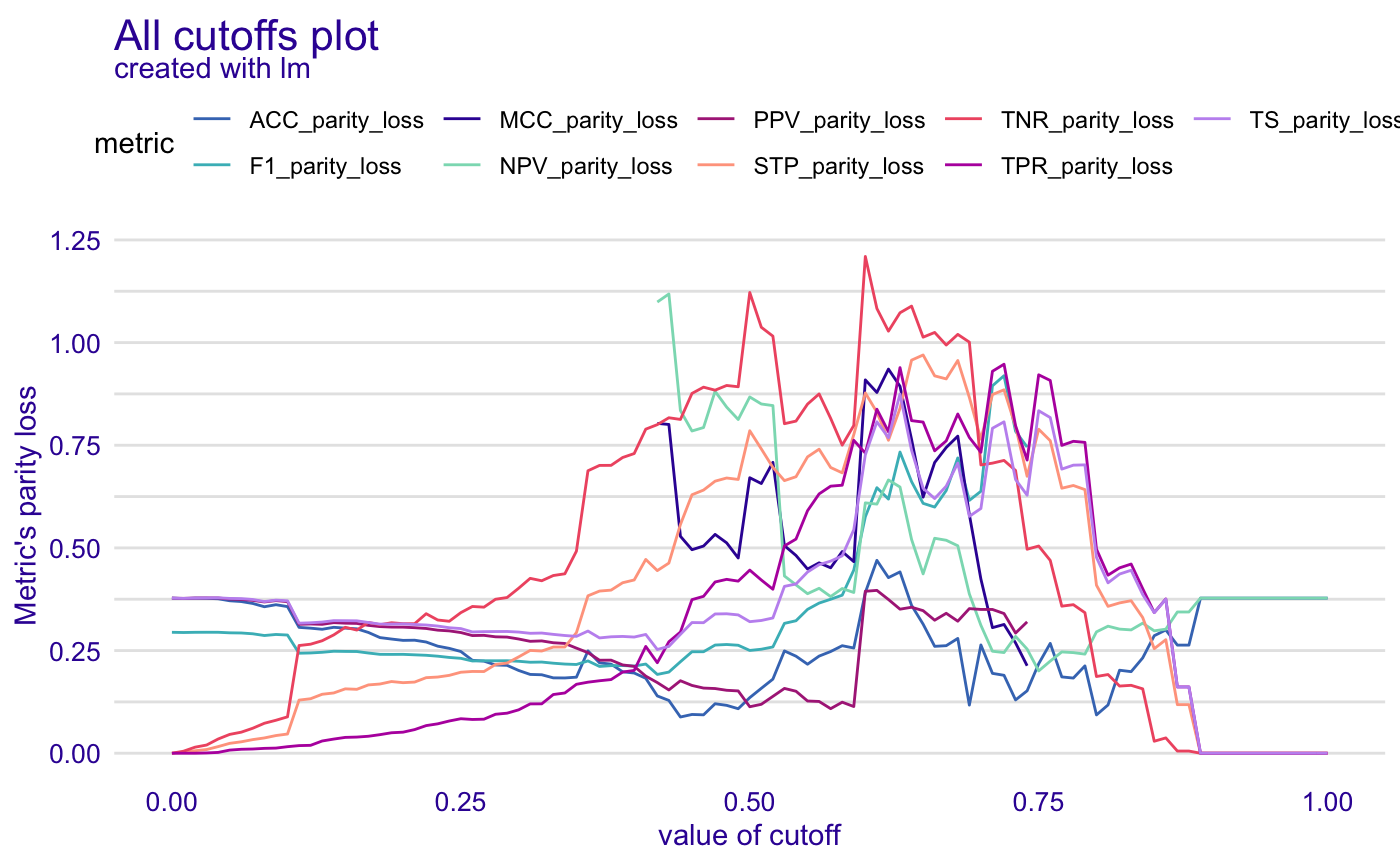 All cutoffs plot
created with lm
metric
ACC_parity_loss MCC_parity_loss PPV_parity_loss TNR_parity_loss TS_parity_loss
F1_parity_loss NPV_parity_loss STP_parity_loss TPR_parity_loss
Metric's parity loss
1.25
1.00
0.75
0.50
0.25
0.00
0.00 0.25 0.50 0.75 1.00
value of cutoff